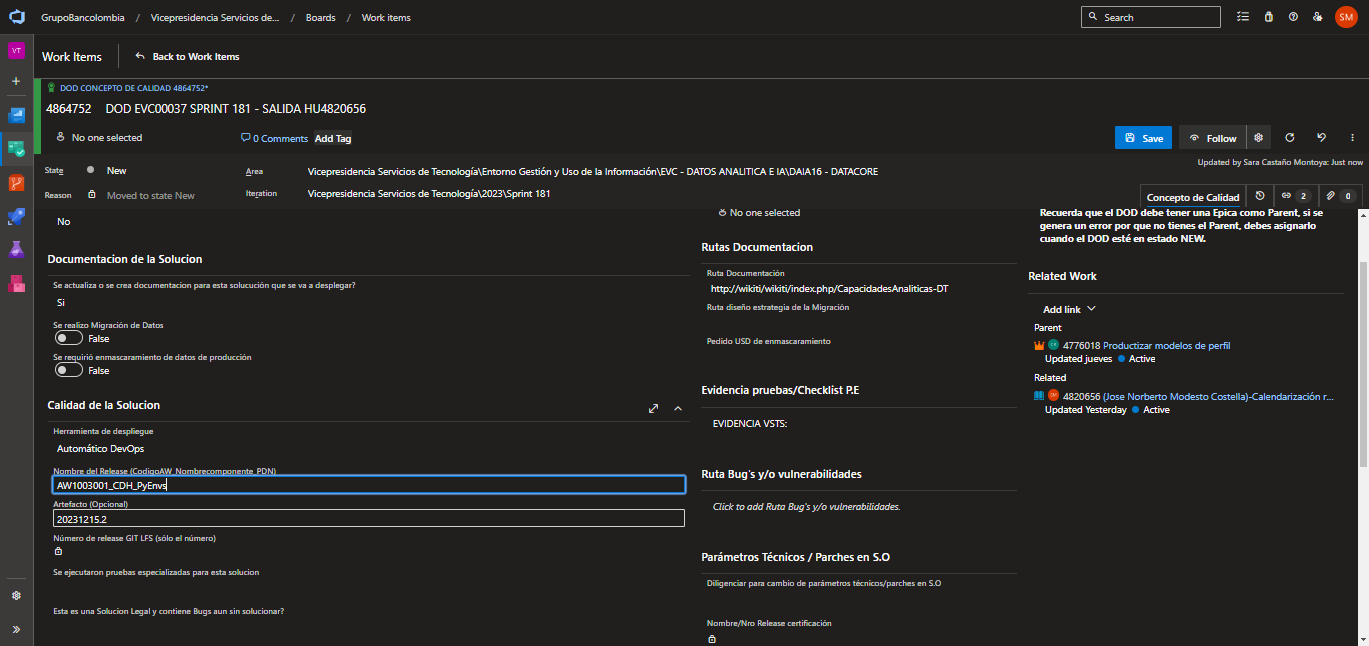 GrupoBancolombia / Vicepresidencia Servicios de... / Boards / Work items
Search
SM
VT
Work Items
Back to Work Items
DOD CONCEPTO DE CALIDAD 4864752*
4864752 DOD EVC00037 SPRINT 181 - SALIDA HU4820656
No one selected
0 Comments
Add Tag
Save
Follow
Updated by Sara Castaño Montoya: Just now
State
New
Area
Vicepresidencia Servicios de Tecnología\Entorno Gestión y Uso de la Información\EVC - DATOS ANALITICA E IA\DAIA16 - DATACORE
Reason
Moved to state New
Iteration
Vicepresidencia Servicios de Tecnología\2023\Sprint 181
Concepto de Calidad
2
0
No
Documentacion de la Solucion
Se actualiza o se crea documentacion para esta solucución que se va a desplegar?
Si
Se realizo Migración de Datos
False
Se requirió enmascaramiento de datos de producción
False
Calidad de la Solucion
Herramienta de despliegue
Automático DevOps
Nombre del Release (CodigoAW_Nombrecomponente_PDN)
AW1003001_CDH_PyEnvs
Artefacto (Opcional)
20231215.2
Número de release GIT LFS (sólo el número)
Se ejecutaron pruebas especializadas para esta solucion
Esta es una Solucion Legal y contiene Bugs aun sin solucionar?
No one selected
Rutas Documentacion
Ruta Documentación
http://wikiti/wikiti/index.php/CapacidadesAnaliticas-DT
Ruta diseño estrategia de la Migración
Pedido USD de enmascaramiento
Evidencia pruebas/Checklist P.E
EVIDENCIA VSTS:
Ruta Bug's y/o vulnerabilidades
Click to add Ruta Bug's y/o vulnerabilidades.
Parámetros Técnicos / Parches en S.O
Diligenciar para cambio de parámetros técnicos/parches en S.O
Nombre/Nro Release certificación
Recuerda que el DOD debe tener una Epica como Parent, si se
genera un error por que no tienes el Parent, debes asignarlo
cuando el DOD esté en estado NEW.
Related Work
Add link
Parent
4776018 Productizar modelos de perfil
Updated jueves Active
Related
SM
4820656 (Jose Norberto Modesto Costella)-Calendarización r...
Updated Yesterday Active